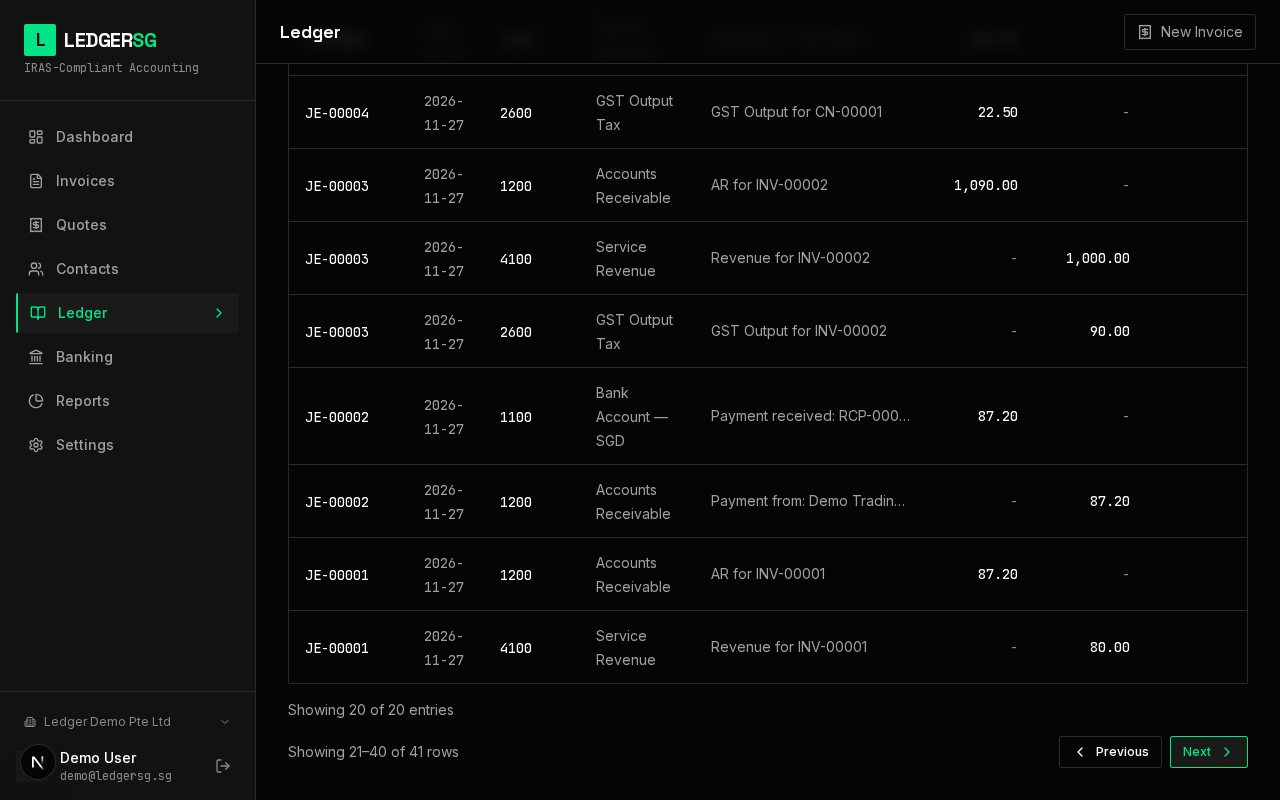 L LEDGERSG
IRAS-Compliant Accounting
Dashboard
Invoices
Quotes
Contacts
Ledger
Banking
Reports
Settings
Ledger Demo Pte Ltd
N Demo User
demo@ledgersg.sg
Ledger
New Invoice
JE-00004 2026-11-27 2600 GST Output Tax GST Output for CN-00001 22.50 -
JE-00003 2026-11-27 1200 Accounts Receivable AR for INV-00002 1,090.00 -
JE-00003 2026-11-27 4100 Service Revenue Revenue for INV-00002 - 1,000.00
JE-00003 2026-11-27 2600 GST Output Tax GST Output for INV-00002 - 90.00
JE-00002 2026-11-27 1100 Bank Account — SGD Payment received: RCP-000... 87.20 -
JE-00002 2026-11-27 1200 Accounts Receivable Payment from: Demo Tradin... - 87.20
JE-00001 2026-11-27 1200 Accounts Receivable AR for INV-00001 87.20 -
JE-00001 2026-11-27 4100 Service Revenue Revenue for INV-00001 - 80.00
Showing 20 of 20 entries
Showing 21–40 of 41 rows
Previous
Next